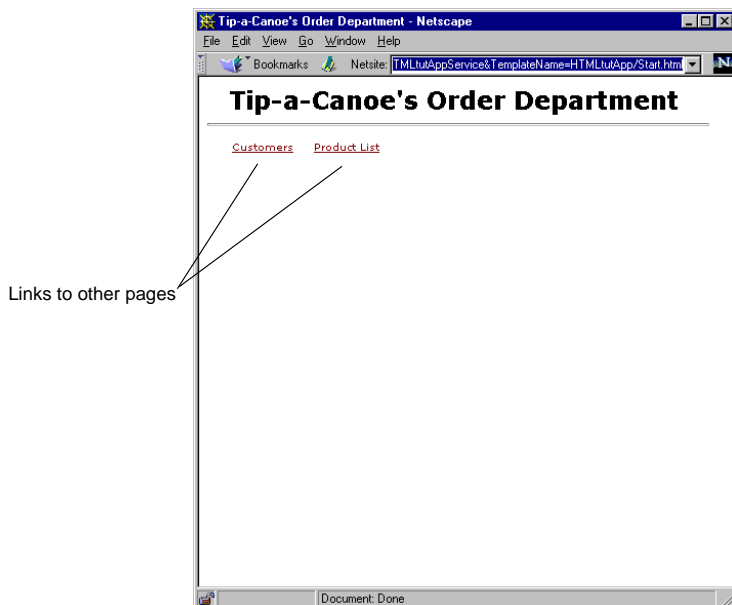 Tip-a-Canoe's Order Department - Netscape
File Edit View Go Window Help
Bookmarks Netsite: TMLtutAppService&TemplateName=HTMLtutApp/Start.html
Tip-a-Canoe's Order Department
Customers Product List
Links to other pages
Document: Done